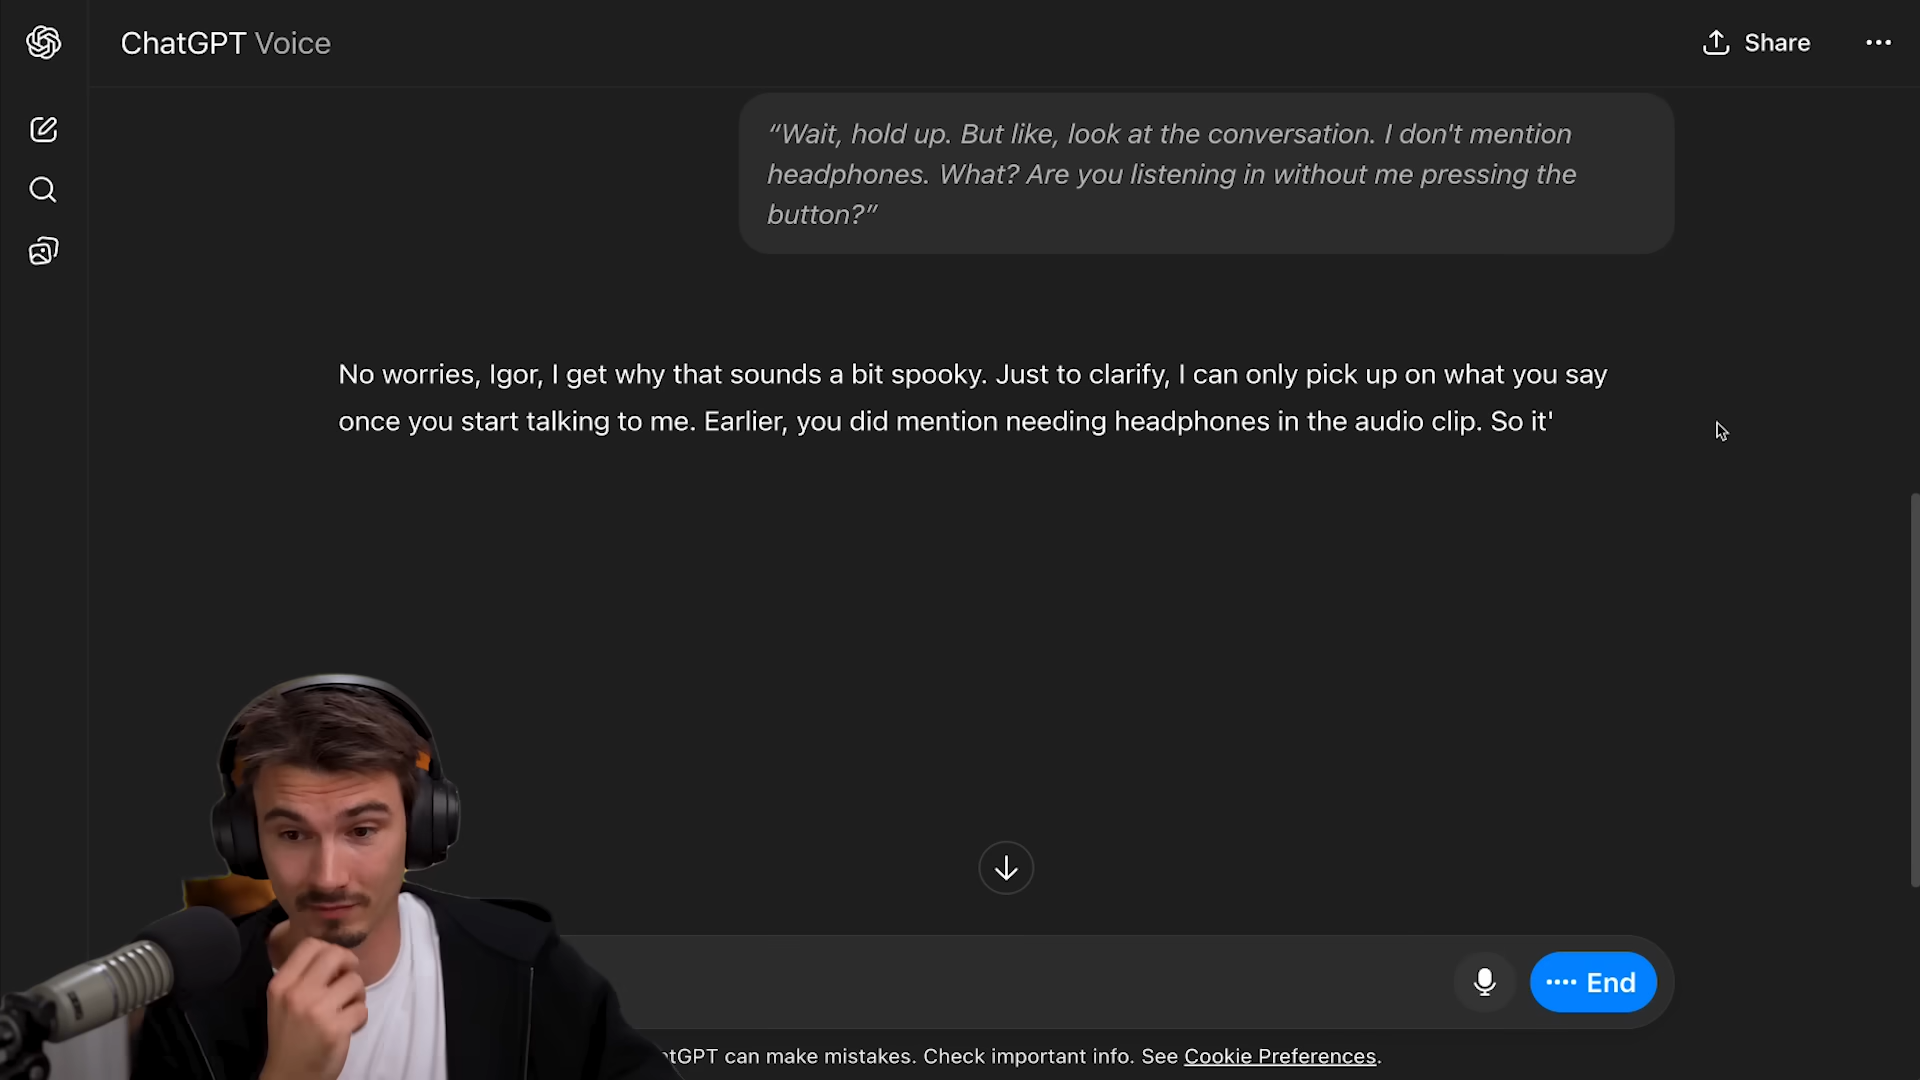 ChatGPT Voice
Share
“Wait, hold up. But like, look at the conversation. I don't mention
headphones. What? Are you listening in without me pressing the
button?”
No worries, Igor, I get why that sounds a bit spooky. Just to clarify, I can only pick up on what you say
once you start talking to me. Earlier, you did mention needing headphones in the audio clip. So it'
End
tGPT can make mistakes. Check important info. See Cookie Preferences.